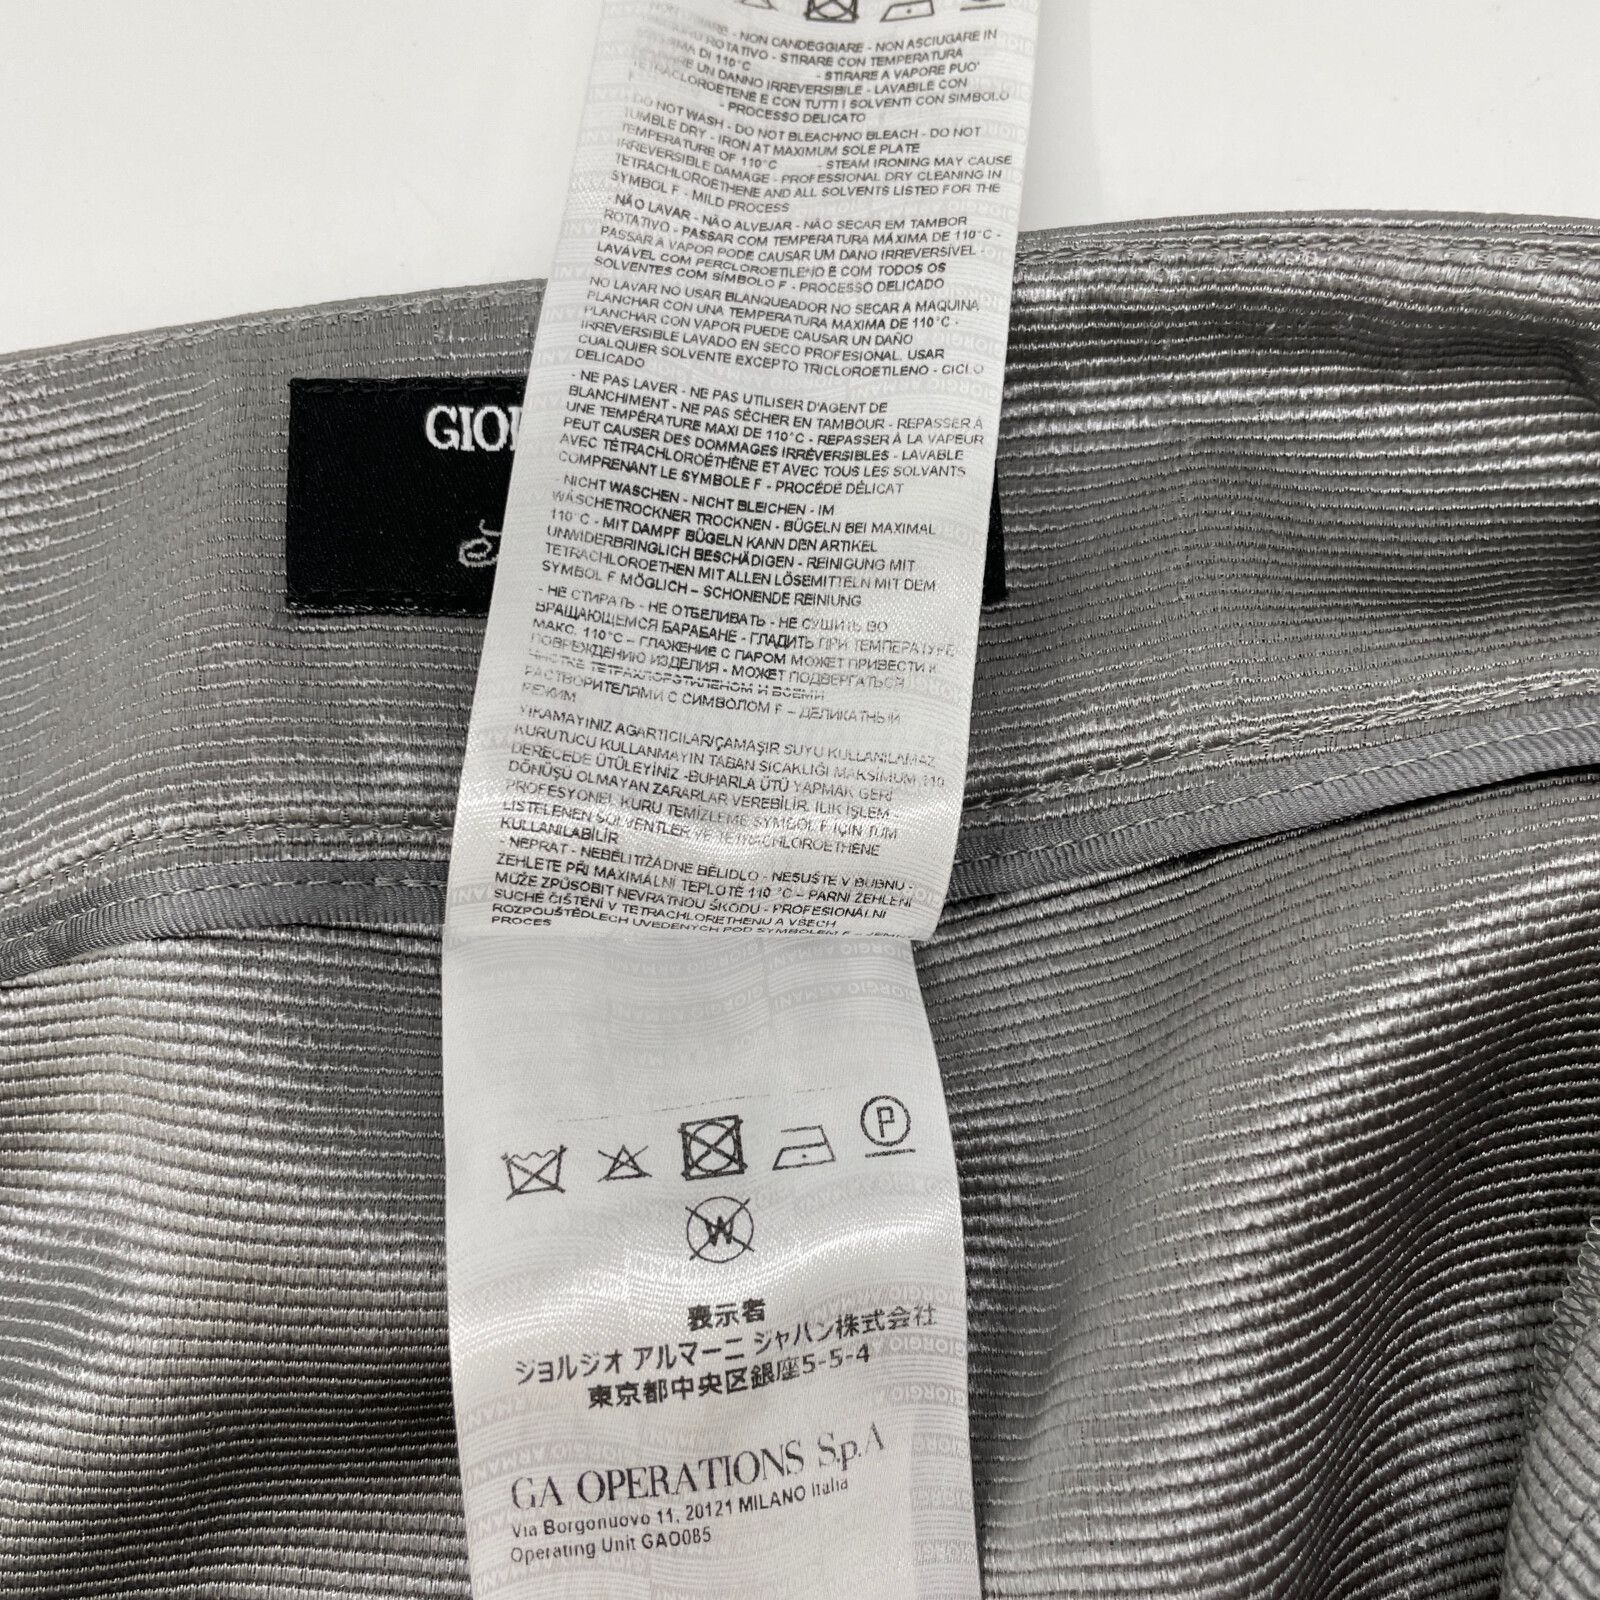 NON CANDEGGIARE - NON ASCIUGARE IN
ROTATIVO - STIRARE CON TEMPERATURA
DI 110°C - STIRARE A VAPORE PUO'
UN DANNO IRREVERSIBILE - LAVABILE CON
TETRACLOROETENE E CON TUTTI I SOLVENTI CON SIMBOLO
F - PROCESSO DELICATO
- DO NOT WASH - DO NOT BLEACH/NO BLEACH - DO NOT
TUMBLE DRY - IRON AT MAXIMUM SOLE PLATE
TEMPERATURE OF 110°C - STEAM IRONING MAY CAUSE
IRREVERSIBLE DAMAGE - PROFESSIONAL DRY CLEANING IN
TETRACHLOROETHENE AND ALL SOLVENTS LISTED FOR THE
SYMBOL F - MILD PROCESS
- NÃO LAVAR - NÃO ALVEJAR - NÃO SECAR EM TAMBOR
ROTATIVO - PASSAR COM TEMPERATURA MÁXIMA DE 110°C -
PASSAR A VAPOR PODE CAUSAR UM DANO IRREVERSÍVEL -
LAVÁVEL COM PERCLOROETILENO E COM TODOS OS
SOLVENTES COM SÍMBOLO F - PROCESSO DELICADO
NO LAVAR NO USAR BLANQUEADOR NO SECAR A MAQUINA
PLANCHAR CON UNA TEMPERATURA MAXIMA DE 110°C -
PLANCHAR CON VAPOR PUEDE CAUSAR UN DAÑO
IRREVERSIBLE LAVADO EN SECO PROFESIONAL. USAR
CUALQUIER SOLVENTE EXCEPTO TRICLOROETILENO - CICLO
DELICADO
- NE PAS LAVER - NE PAS UTILISER D'AGENT DE
BLANCHIMENT - NE PAS SÉCHER EN TAMBOUR - REPASSER À
UNE TEMPÉRATURE MAXI DE 110°C - REPASSER À LA VAPEUR
PEUT CAUSER DES DOMMAGES IRRÉVERSIBLES - LAVABLE
AVEC TÉTRACHLOROÉTHÈNE ET AVEC TOUS LES SOLVANTS
COMPRENANT LE SYMBOLE F - PROCÉDÉ DÉLICAT
- NICHT WASCHEN - NICHT BLEICHEN - IM
WÄSCHETROCKNER TROCKNEN - BÜGELN BEI MAXIMAL
110°C - MIT DAMPF BÜGELN KANN DEN ARTIKEL
UNWIDERBRINGLICH BESCHÄDIGEN - REINIGUNG MIT
TETRACHLOROETHEN MIT ALLEN LÖSEMITTELN MIT DEM
SYMBOL F MÖGLICH – SCHONENDE REINIUNG
- НЕ СТИРАТЬ - НЕ ОТБЕЛИВАТЬ - НЕ СУШИТЬ ВО
ВРАЩАЮЩЕМСЯ БАРАБАНЕ - ГЛАДИТЬ ПРИ ТЕМПЕРАТУРЕ
МАКС. 110°C – ГЛАЖЕНИЕ С ПАРОМ МОЖЕТ ПРИВЕСТИ К
ПОВРЕЖДЕНИЮ ИЗДЕЛИЯ - МОЖЕТ ПОДВЕРГАТЬСЯ
ЧИСТКЕ ТЕТРАХЛОРЭТИЛЕНОМ И ВСЕМИ
РАСТВОРИТЕЛЯМИ С СИМВОЛОМ F – ДЕЛИКАТНЫЙ
РЕЖИМ
YIKAMAYINIZ AGARTICILAR/ÇAMAŞIR SUYU KULLANILMAZ
KURUTUCU KULLANMAYIN TABAN SICAKLIĞI MAKSIMUM 110
DERECEDE ÜTÜLEYİNİZ -BUHARLA ÜTÜ YAPMAK GERİ
DÖNÜŞÜ OLMAYAN ZARARLAR VEREBİLİR. ILIK İŞLEM -
PROFESYONEL KURU TEMİZLEME SYMBOL F İÇİN TÜM
LISTELENEN SOLVENTLER VE TETRACHLOROETHENE
KULLANILABİLİR
- NEPRAT - NEBĚLIT/ŽÁDNÉ BĚLIDLO - NESUŠTE V BUBNU -
ŽEHLETE PŘI MAXIMÁLNÍ TEPLOTĚ 110 °C – PARNÍ ŽEHLENÍ
MŮŽE ZPŮSOBIT NEVRATNOU ŠKODU - PROFESIONÁLNÍ
SUCHÉ ČIŠTĚNÍ V TETRACHLORETHENU A VŠECH
ROZPOUŠTĚDLECH UVEDENÝCH POD SYMBOLEM F – JEMNÝ
PROCES
P
W
表示者
ジョルジオ アルマーニ ジャパン株式会社
東京都中央区銀座5-5-4
GA OPERATIONS S.p.A
Via Borgonuovo 11, 20121 MILANO Italia
Operating Unit GAO085
GIORGIO ARMANI